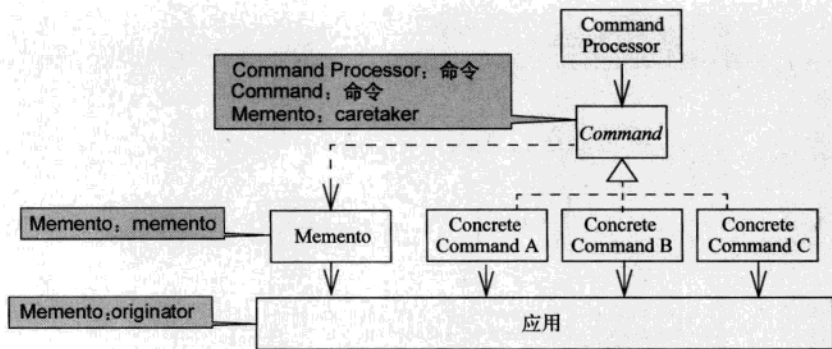 Command
Processor
Command Processor：命令
Command：命令
Memento：caretaker
Command
Memento：memento
Memento
Concrete
Command A
Concrete
Command B
Concrete
Command C
Memento:originator
应用